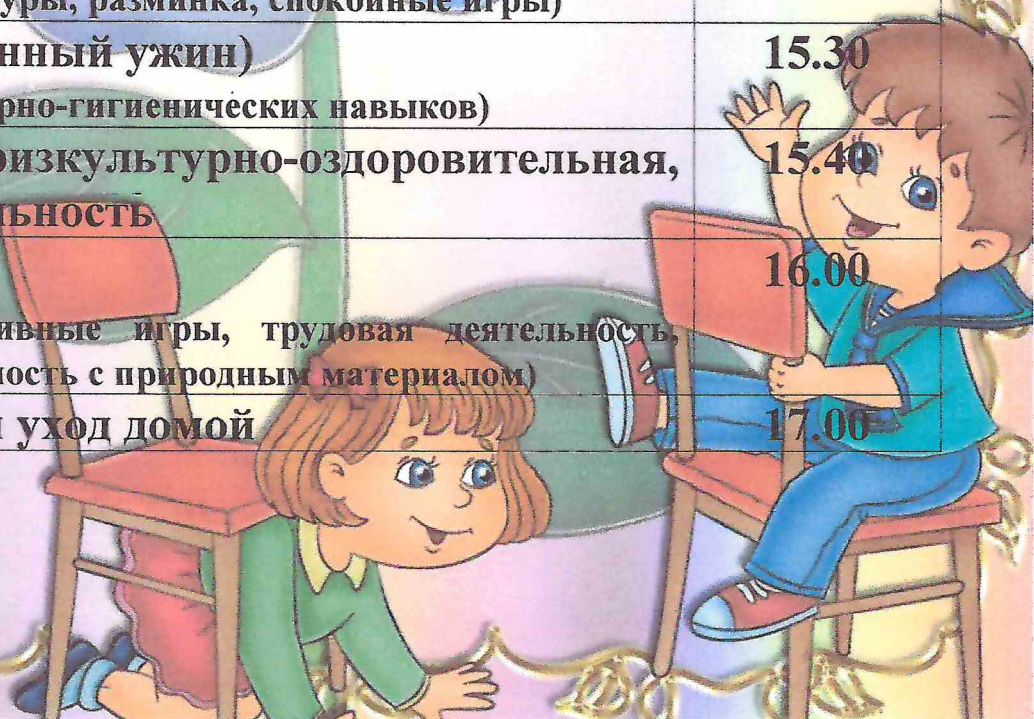 уры, разминка, спокойные игры)
нный ужин) 15.30
рно-гигиенических навыков)
ризкультурно-оздоровительная, 15.40
льность
16.00
ивные игры, трудовая деятельность,
ность с природным материалом)
уход домой 17.00